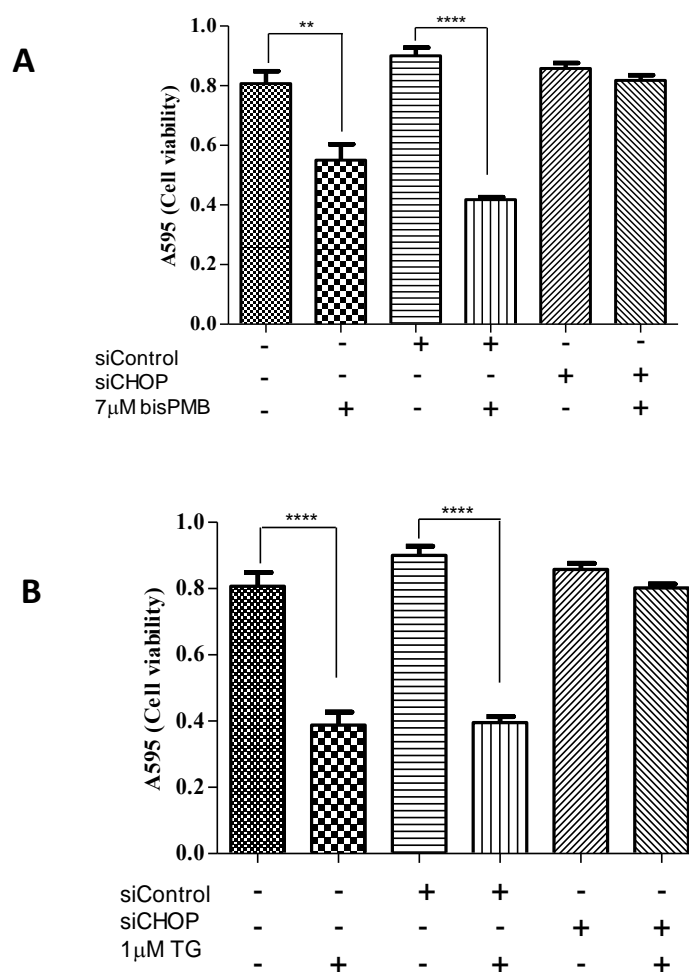 A
** ****
1.0
0.8
0.6
0.4
0.2
0.0
A595 (Cell viability)
siControl - - + + - -
siCHOP - - - - + +
7μM bisPMB - + - + - +
B
**** ****
1.0
0.8
0.6
0.4
0.2
0.0
A595 (Cell viability)
siControl - - + + - -
siCHOP - - - - + +
1μM TG - + - + - +